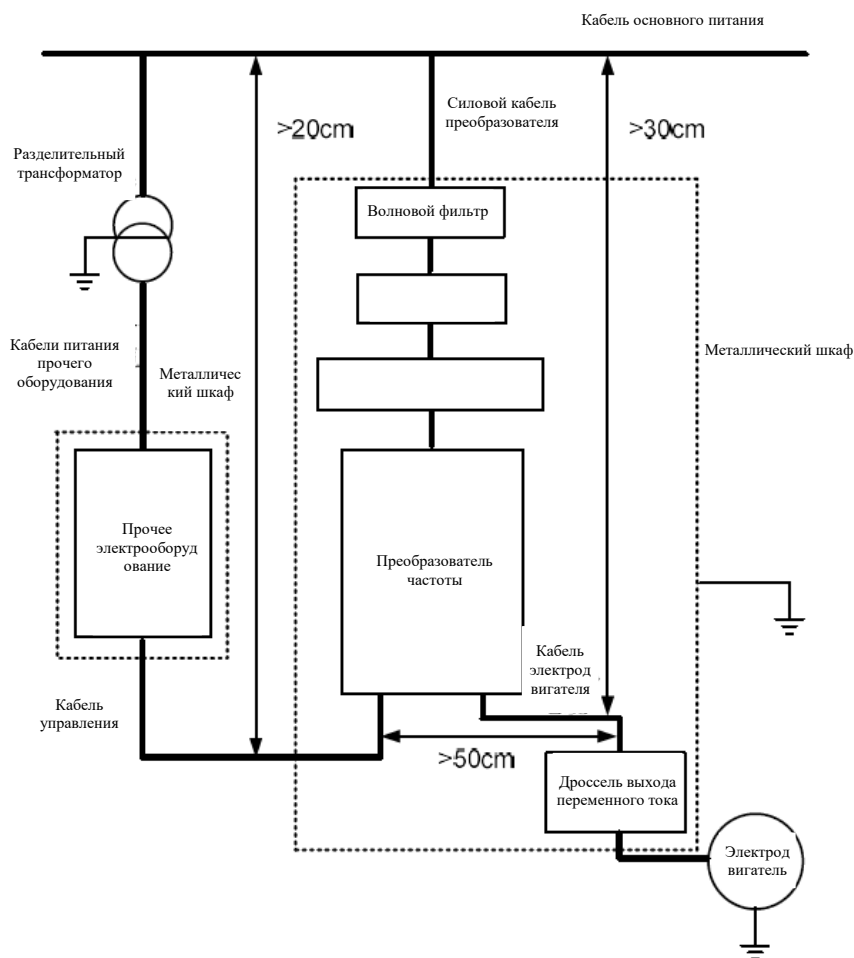 Кабель основного питания
Силовой кабель
преобразователя
>20cm
>30cm
Разделительный
трансформатор
Волновой фильтр
Кабели питания
прочего
оборудования
Металличес
кий шкаф
Металлический шкаф
Прочее
электрооборуд
ование
Преобразователь
частоты
Кабель
электрод
вигателя
Кабель
управления
>50cm
Дроссель выхода
переменного тока
Электрод
вигатель